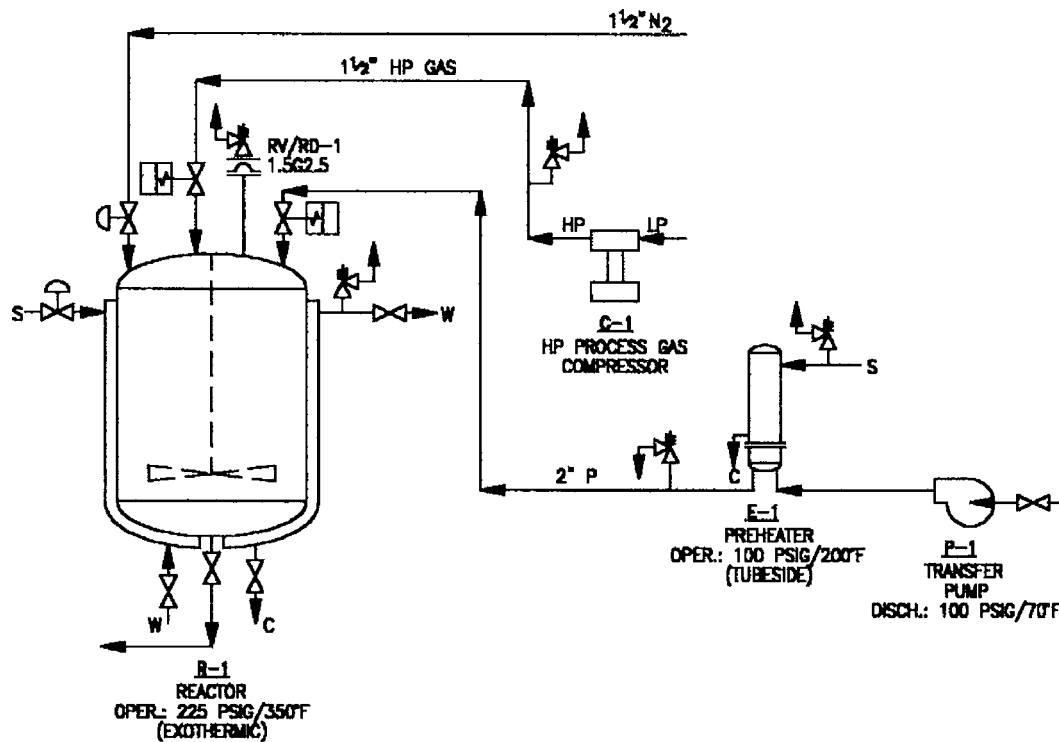 1½" N2
1½" HP GAS
RV/RD-1
1.5G2.5
HP
LP
S
W
C-1
HP PROCESS GAS
COMPRESSOR
S
C
2" P
E-1
PREHEATER
OPER.: 100 PSIG/200°F
(TUBESIDE)
P-1
TRANSFER
PUMP
DISCH.: 100 PSIG/70°F
W
C
R-1
REACTOR
OPER.: 225 PSIG/350°F
(EXOTHERMIC)